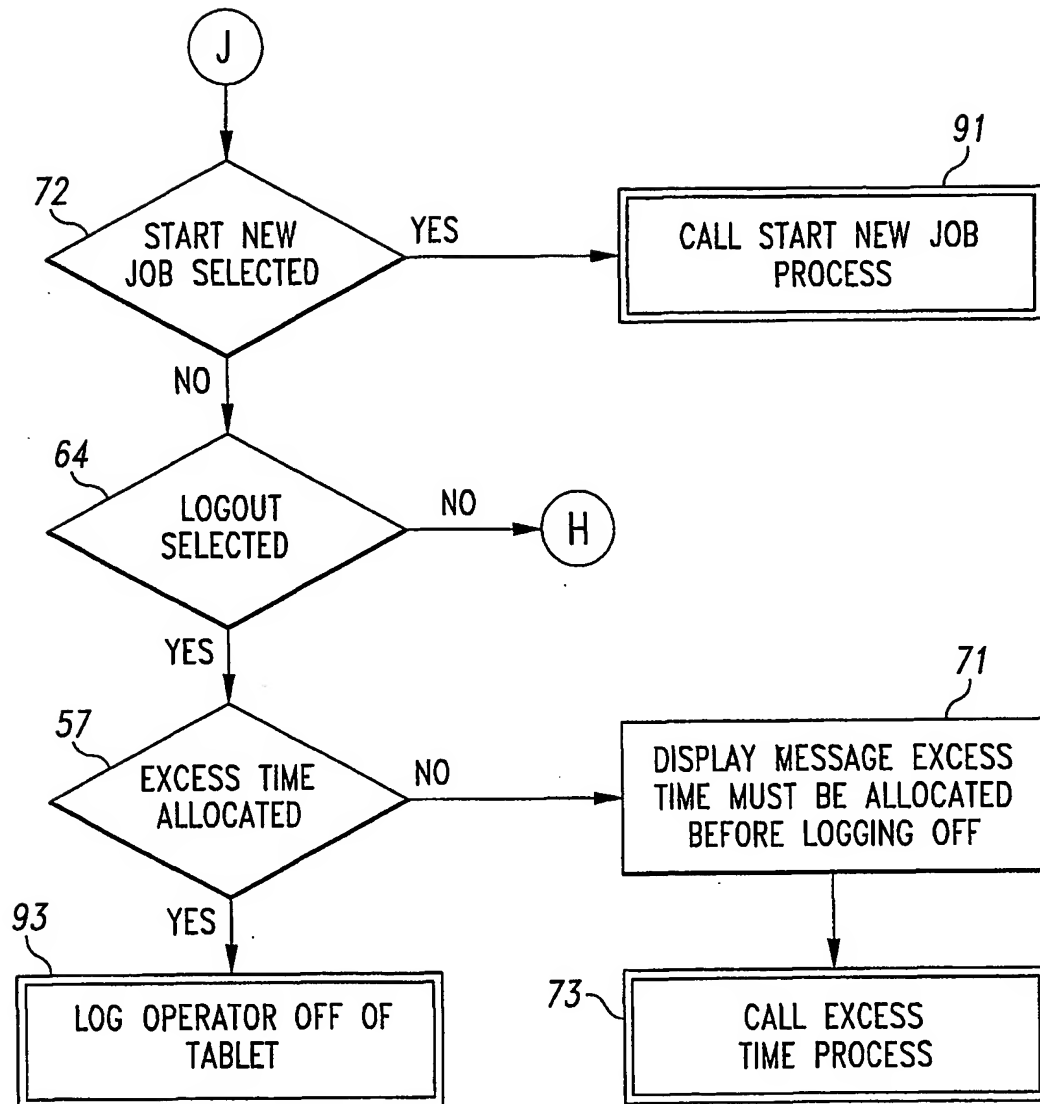 J
72
START NEW
JOB SELECTED
YES
91
CALL START NEW JOB
PROCESS
NO
64
LOGOUT
SELECTED
NO
H
YES
57
EXCESS TIME
ALLOCATED
NO
71
DISPLAY MESSAGE EXCESS
TIME MUST BE ALLOCATED
BEFORE LOGGING OFF
YES
93
LOG OPERATOR OFF OF
TABLET
73
CALL EXCESS
TIME PROCESS